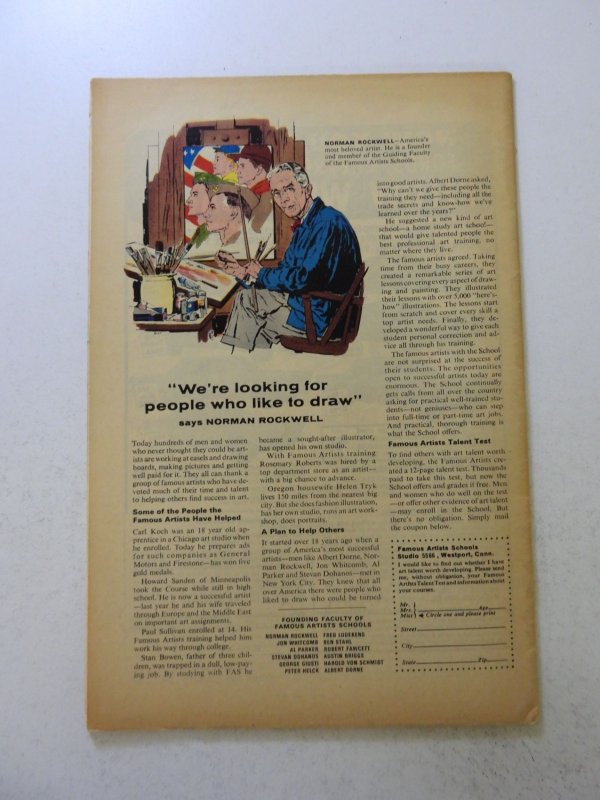 NORMAN ROCKWELL—America's
most beloved artist. He is a founder
and member of the Guiding Faculty
of the Famous Artists Schools.
"We're looking for
people who like to draw"
says NORMAN ROCKWELL
Today hundreds of men and women
who never thought they could be art-
ists are working at easels and drawing
boards, making pictures and getting
well paid for it. They all can thank a
group of famous artists who have de-
voted much of their time and talent
to helping others find success in art.
Some of the People the
Famous Artists Have Helped
Carl Koch was an 18 year old ap-
prentice in a Chicago art studio when
he enrolled. Today he prepares ads
for such companies as General
Motors and Firestone—has won five
gold medals.
Howard Sanden of Minneapolis
took the Course while still in high
school. He is now a successful artist
—last year he and his wife traveled
through Europe and the Middle East
on important art assignments.
Paul Sullivan enrolled at 14. His
Famous Artists training helped him
work his way through college.
Stan Bowen, father of three chil-
dren, was trapped in a dull, low-pay-
ing job. By studying with FAS he
became a sought-after illustrator,
has opened his own studio.
With Famous Artists training
Rosemary Roberts was hired by a
top department store as an artist—
with a big chance to advance.
Oregon housewife Helen Tryk
lives 150 miles from the nearest big
city. But she does fashion illustration,
has her own studio, runs an art work-
shop, does portraits.
A Plan to Help Others
It started over 18 years ago when a
group of America's most successful
artists—men like Albert Dorne, Nor-
man Rockwell, Jon Whitcomb, Al
Parker and Stevan Dohanos—met in
New York City. They knew that all
over America there were people who
liked to draw who could be turned
FOUNDING FACULTY OF
FAMOUS ARTISTS SCHOOLS
NORMAN ROCKWELL FRED LUDEKENS
JON WHITCOMB BEN STAHL
AL PARKER ROBERT FAWCETT
STEVAN DOHANOS AUSTIN BRIGGS
GEORGE GIUSTI HAROLD VON SCHMIDT
PETER HELCK ALBERT DORNE
into good artists. Albert Dorne asked,
"Why can't we give these people the
training they need—including all the
trade secrets and know-how we've
learned over the years?"
He suggested a new kind of art
school—a home study art school—
that would give talented people the
best professional art training, no
matter where they live.
The famous artists agreed. Taking
time from their busy careers, they
created a remarkable series of art
lessons covering every aspect of draw-
ing and painting. They illustrated
their lessons with over 5,000 "here's-
how" illustrations. The lessons start
from scratch and cover every skill a
top artist needs. Finally, they de-
veloped a wonderful way to give each
student personal correction and ad-
vice all through his training.
The famous artists with the School
are not surprised at the success of
their students. The opportunities
open to successful artists today are
enormous. The School continually
gets calls from all over the country
asking for practical well-trained stu-
dents—not geniuses—who can step
into full-time or part-time art jobs.
And practical, thorough training is
what the School offers.
Famous Artists Talent Test
To find others with art talent worth
developing, the Famous Artists cre-
ated a 12-page talent test. Thousands
paid to take this test, but now the
School offers and grades it free. Men
and women who do well on the test
—or offer other evidence of art talent
—may enroll in the School. But
there's no obligation. Simply mail
the coupon below.
Famous Artists Schools
Studio 5566, Westport, Conn.
I would like to find out whether I have
art talent worth developing. Please send
me, without obligation, your Famous
Artists Talent Test and information about
your courses.
Mr.
Mrs. Age
Miss Circle one and please print
Street
City
State Zip